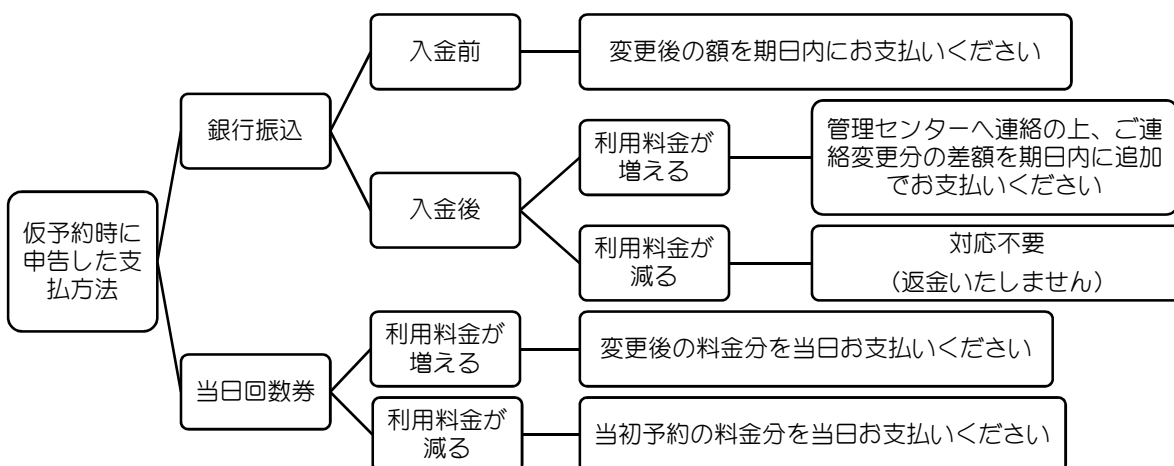 仮予約時に
申告した支
払方法
銀行振込
入金前
変更後の額を期日内にお支払いください
入金後
利用料金が
増える
管理センターへ連絡の上、ご連
絡変更分の差額を期日内に追加
でお支払いください
利用料金が
減る
対応不要
（返金いたしません）
当日回数券
利用料金が
増える
変更後の料金分を当日お支払いください
利用料金が
減る
当初予約の料金分を当日お支払いください